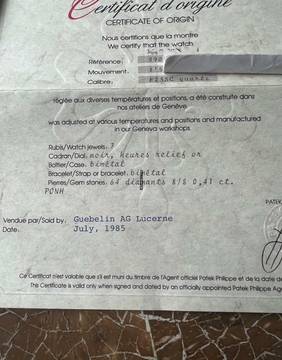 Certificat d'origine
CERTIFICATE OF ORIGIN
Nous certifions que la montre
We certify that the watch
Référence:
Mouvement.
Calibre. quartz
réglée aux diverses températures et positions, a été construite dans
nos ateliers de Genève.
was adjusted at various temperatures and positions and manufactured
in our Geneva workshops.
Rubis/Watch jewels. 7
Cadran/Dial. noir, heures relief or
Boîtier/Case. bimétal
Bracelet/Strap or bracelet. bimétal
Pierres/Gem stones. 64 diamants 8/8 0,41 ct.
PCNH
PATEK
Vendue par/Sold by. Guebelin AG Lucerne
Date. July, 1985
Ce Certificat n'est valable que s'il est muni du timbre de l'Agent officiel Patek Philippe et de la date de
The Certificate is valid only when signed and dated by an officially appointed Patek Philippe Age